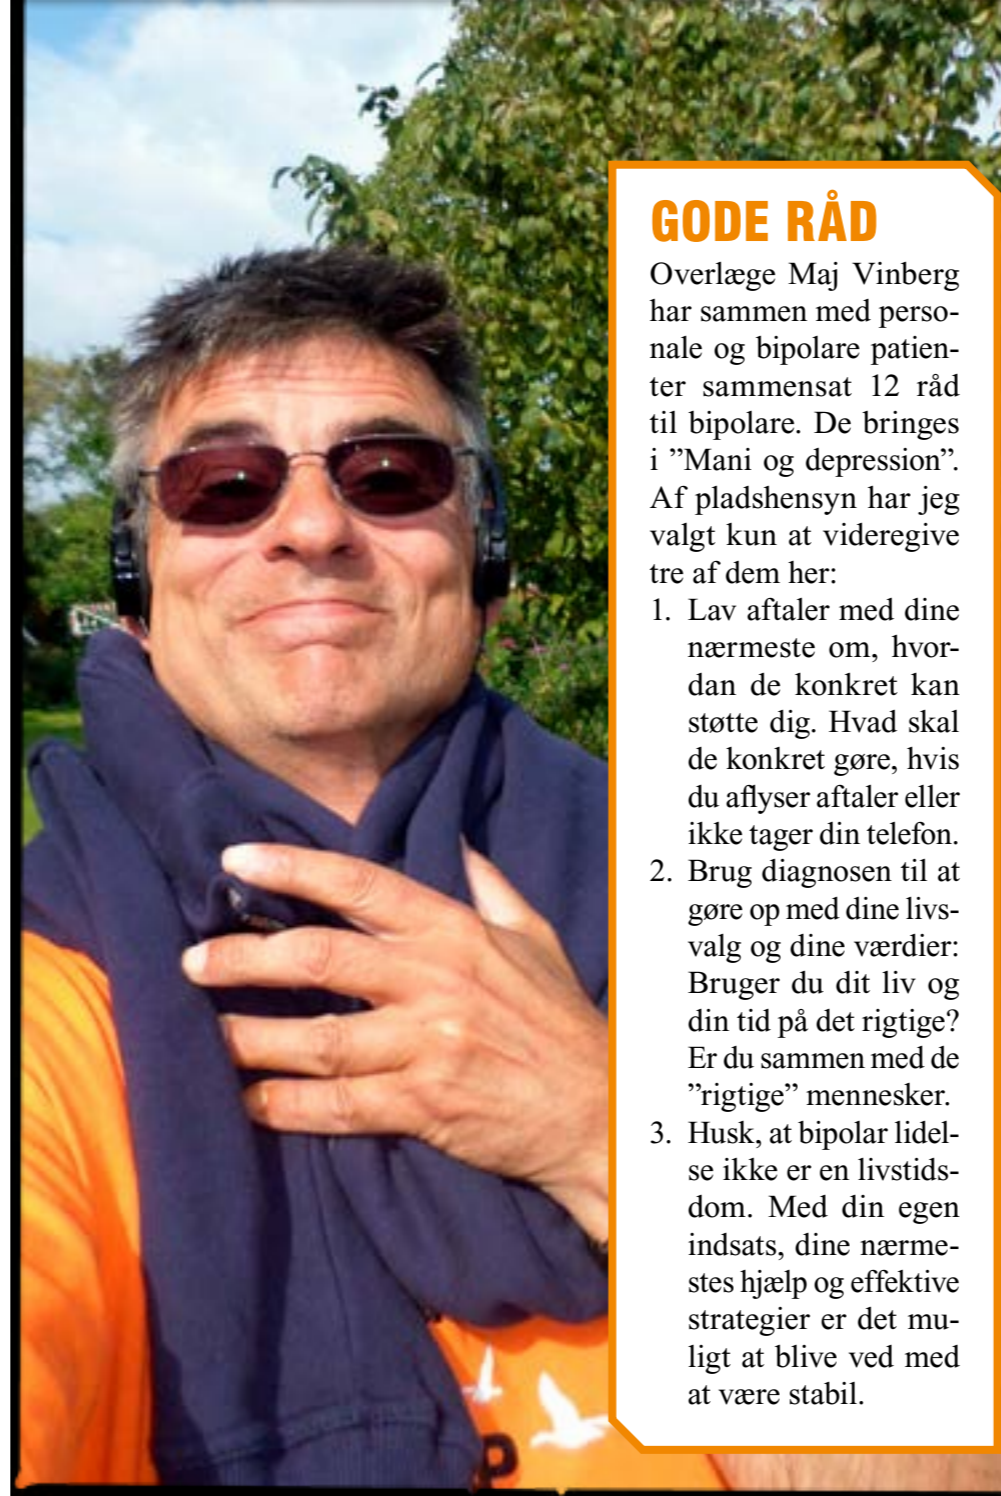 GODE RÅD
Overlæge Maj Vinberg
har sammen med perso-
nale og bipolare patien-
ter sammensat 12 råd
til bipolare. De bringes
i ”Mani og depression”.
Af pladshensyn har jeg
valgt kun at videregive
tre af dem her:
1. Lav aftaler med dine
nærmeste om, hvor-
dan de konkret kan
støtte dig. Hvad skal
de konkret gøre, hvis
du aflyser aftaler eller
ikke tager din telefon.
2. Brug diagnosen til at
gøre op med dine livs-
valg og dine værdier:
Bruger du dit liv og
din tid på det rigtige?
Er du sammen med de
”rigtige” mennesker.
3. Husk, at bipolar lidel-
se ikke er en livstids-
dom. Med din egen
indsats, dine nærme-
stes hjælp og effektive
strategier er det mu-
ligt at blive ved med
at være stabil.
P